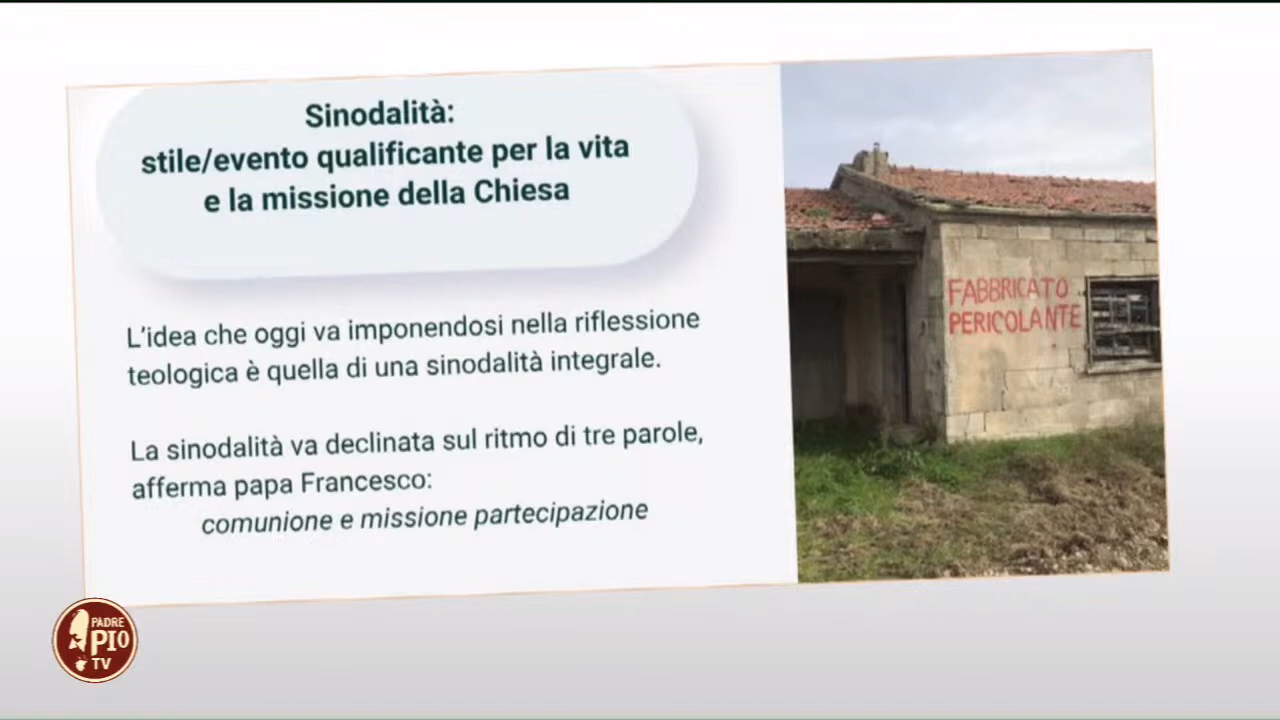 Sinodalità:
stile/evento qualificante per la vita
e la missione della Chiesa
L'idea che oggi va imponendosi nella riflessione
teologica è quella di una sinodalità integrale.
La sinodalità va declinata sul ritmo di tre parole,
afferma papa Francesco:
comunione e missione partecipazione
FABBRICATO
PERICOLANTE
PADRE
PIO
TV